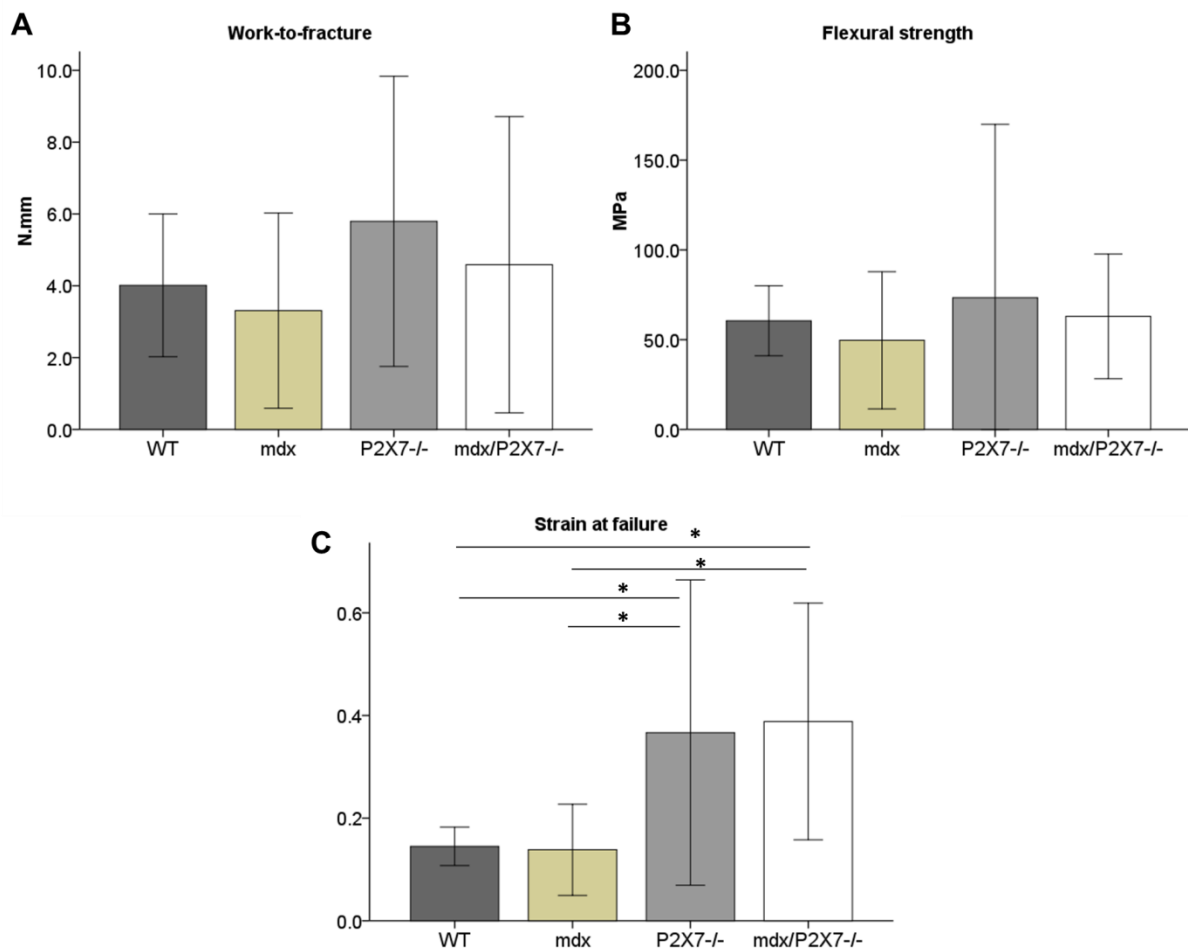 A
Work-to-fracture
10.0
8.0
6.0
4.0
2.0
0.0
N.mm
WT mdx P2X7-/- mdx/P2X7-/-
B
Flexural strength
200.0
150.0
100.0
50.0
0.0
MPa
WT mdx P2X7-/- mdx/P2X7-/-
C
Strain at failure
*
*
*
*
0.6
0.4
0.2
0.0
WT mdx P2X7-/- mdx/P2X7-/-